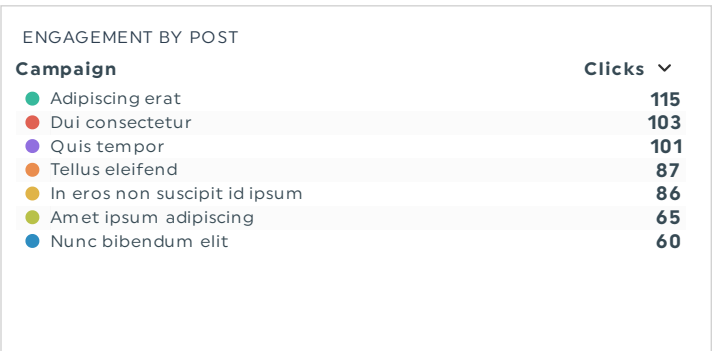 ENGAGEMENT BY POST
Campaign Clicks
Adipiscing erat 115
Dui consectetur 103
Quis tempor 101
Tellus eleifend 87
In eros non suscipit id ipsum 86
Amet ipsum adipiscing 65
Nunc bibendum elit 60